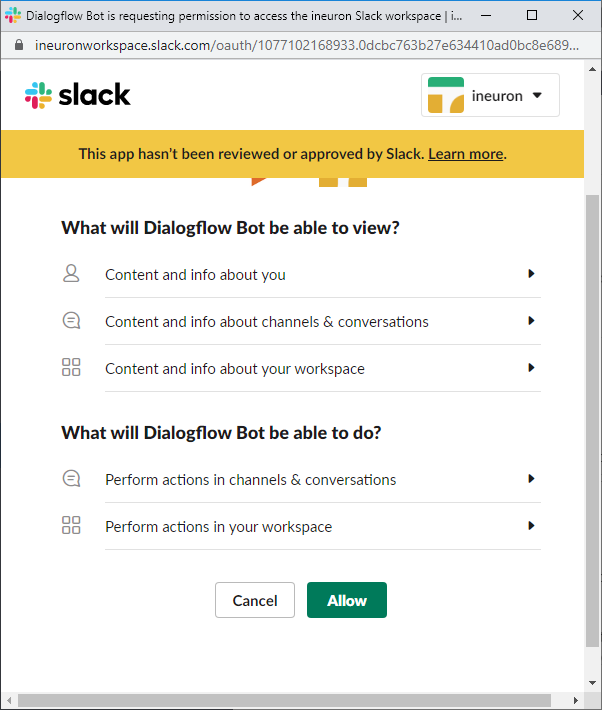 Dialogflow Bot is requesting permission to access the ineuron Slack workspace | i...
ineuronworkspace.slack.com/oauth/1077102168933.0dcbc763b27e634410ad0bc8e689...
slack
ineuron
This app hasn't been reviewed or approved by Slack. Learn more.
What will Dialogflow Bot be able to view?
Content and info about you
Content and info about channels & conversations
Content and info about your workspace
What will Dialogflow Bot be able to do?
Perform actions in channels & conversations
Perform actions in your workspace
Cancel
Allow